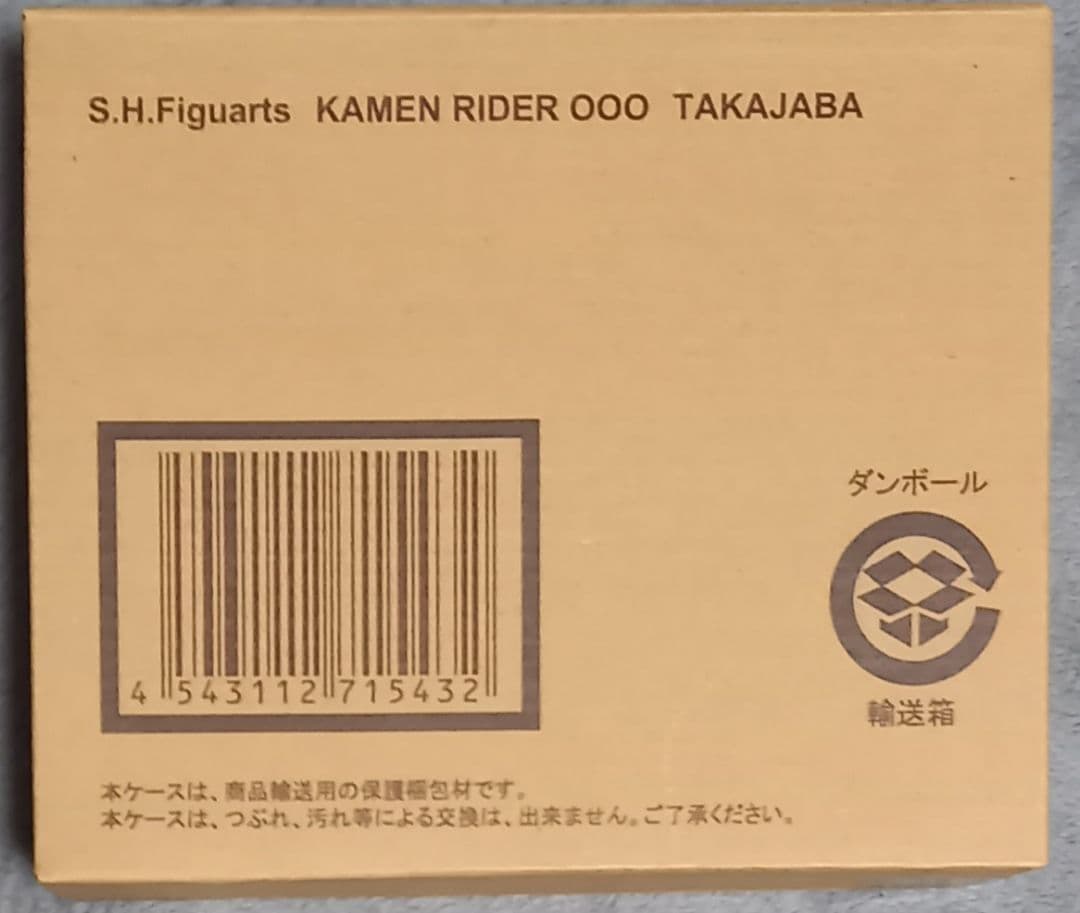 S.H.Figuarts KAMEN RIDER OOO TAKAJABA
ダンボール
輸送箱
4 543112 715432
本ケースは、商品輸送用の保護梱包材です。
本ケースは、つぶれ、汚れ等による交換は、出来ません。ご了承ください。